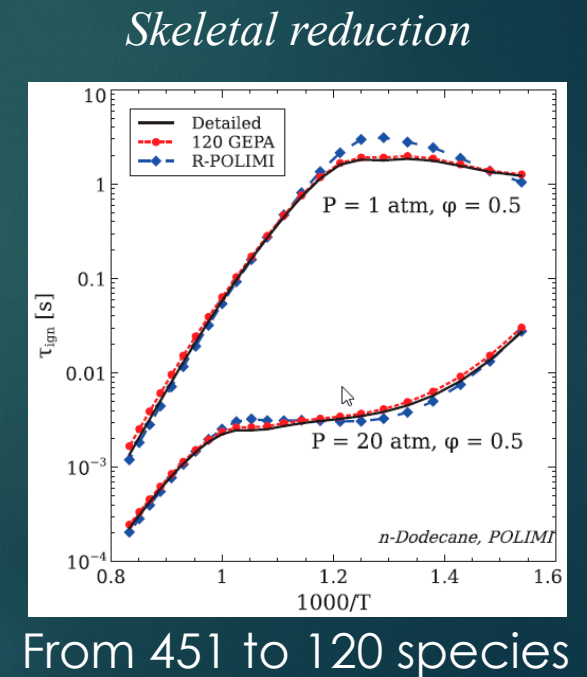 Skeletal reduction
10
1
0.1
0.01
10⁻³
10⁻⁴
τign [s]
Detailed
120 GEPA
R-POLIMI
P = 1 atm, φ = 0.5
P = 20 atm, φ = 0.5
n-Dodecane, POLIMI
0.8 1 1.2 1.4 1.6
1000/T
From 451 to 120 species